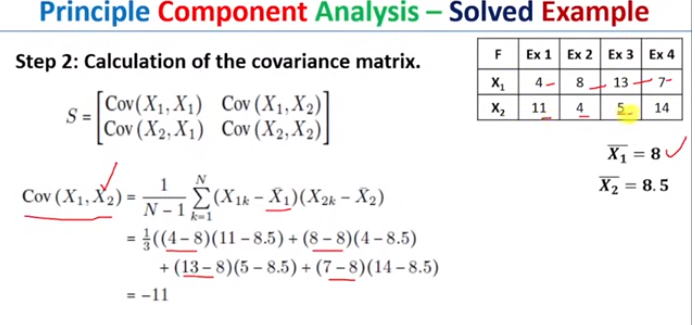 Principle Component Analysis – Solved Example
Step 2: Calculation of the covariance matrix.
F Ex 1 Ex 2 Ex 3 Ex 4
X₁ 4 8 13 7
X₂ 11 4 5 14
S = [Cov(X₁, X₁) Cov (X₁, X₂)]
[Cov (X₂, X₁) Cov (X₂, X₂)]
X̄₁ = 8
X̄₂ = 8.5
Cov (X₁, X₂) = 1/(N – 1) ∑ₖ₌₁ᴺ (X₁ₖ – X̄₁)(X₂ₖ – X̄₂)
= ⅓((4 – 8)(11 – 8.5) + (8 – 8)(4 – 8.5)
+ (13 – 8)(5 – 8.5) + (7 – 8)(14 – 8.5)
= –11